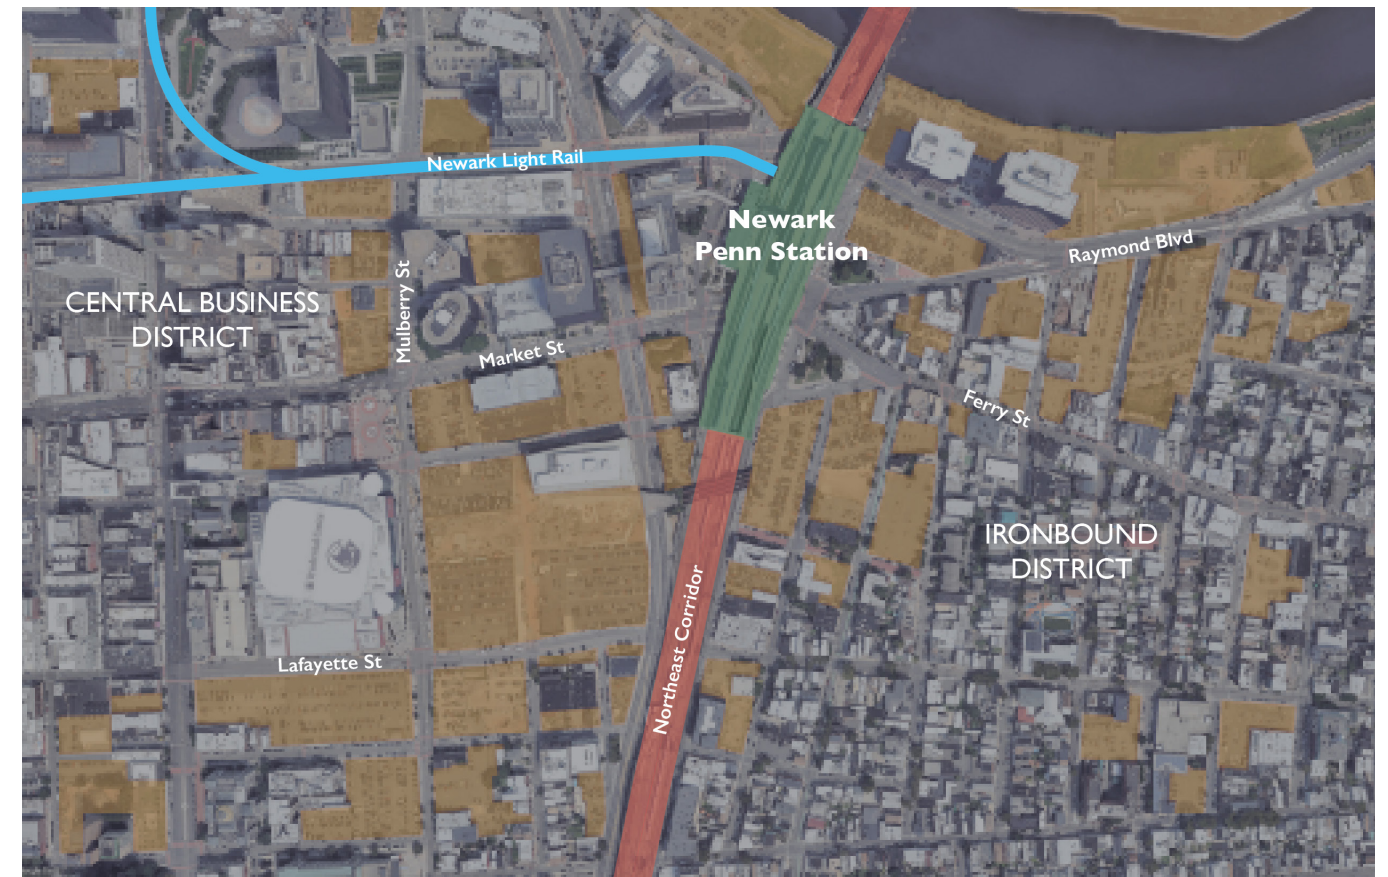 Newark Light Rail
Newark
Penn Station
Raymond Blvd
CENTRAL BUSINESS
DISTRICT
Mulberry St
Market St
Ferry St
IRONBOUND
DISTRICT
Northeast Corridor
Lafayette St